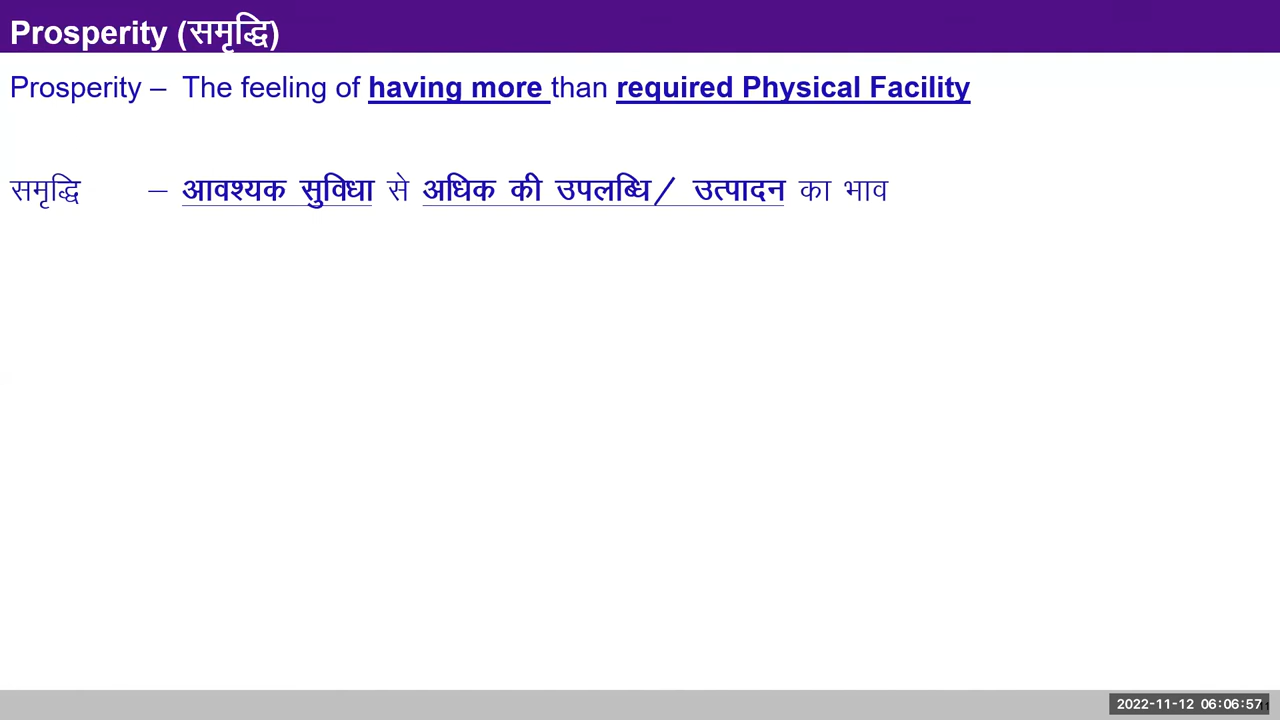 Prosperity (समृद्धि)
Prosperity – The feeling of having more than required Physical Facility
समृद्धि – आवश्यक सुविधा से अधिक की उपलब्धि/ उत्पादन का भाव
2022-11-12 06:06:57